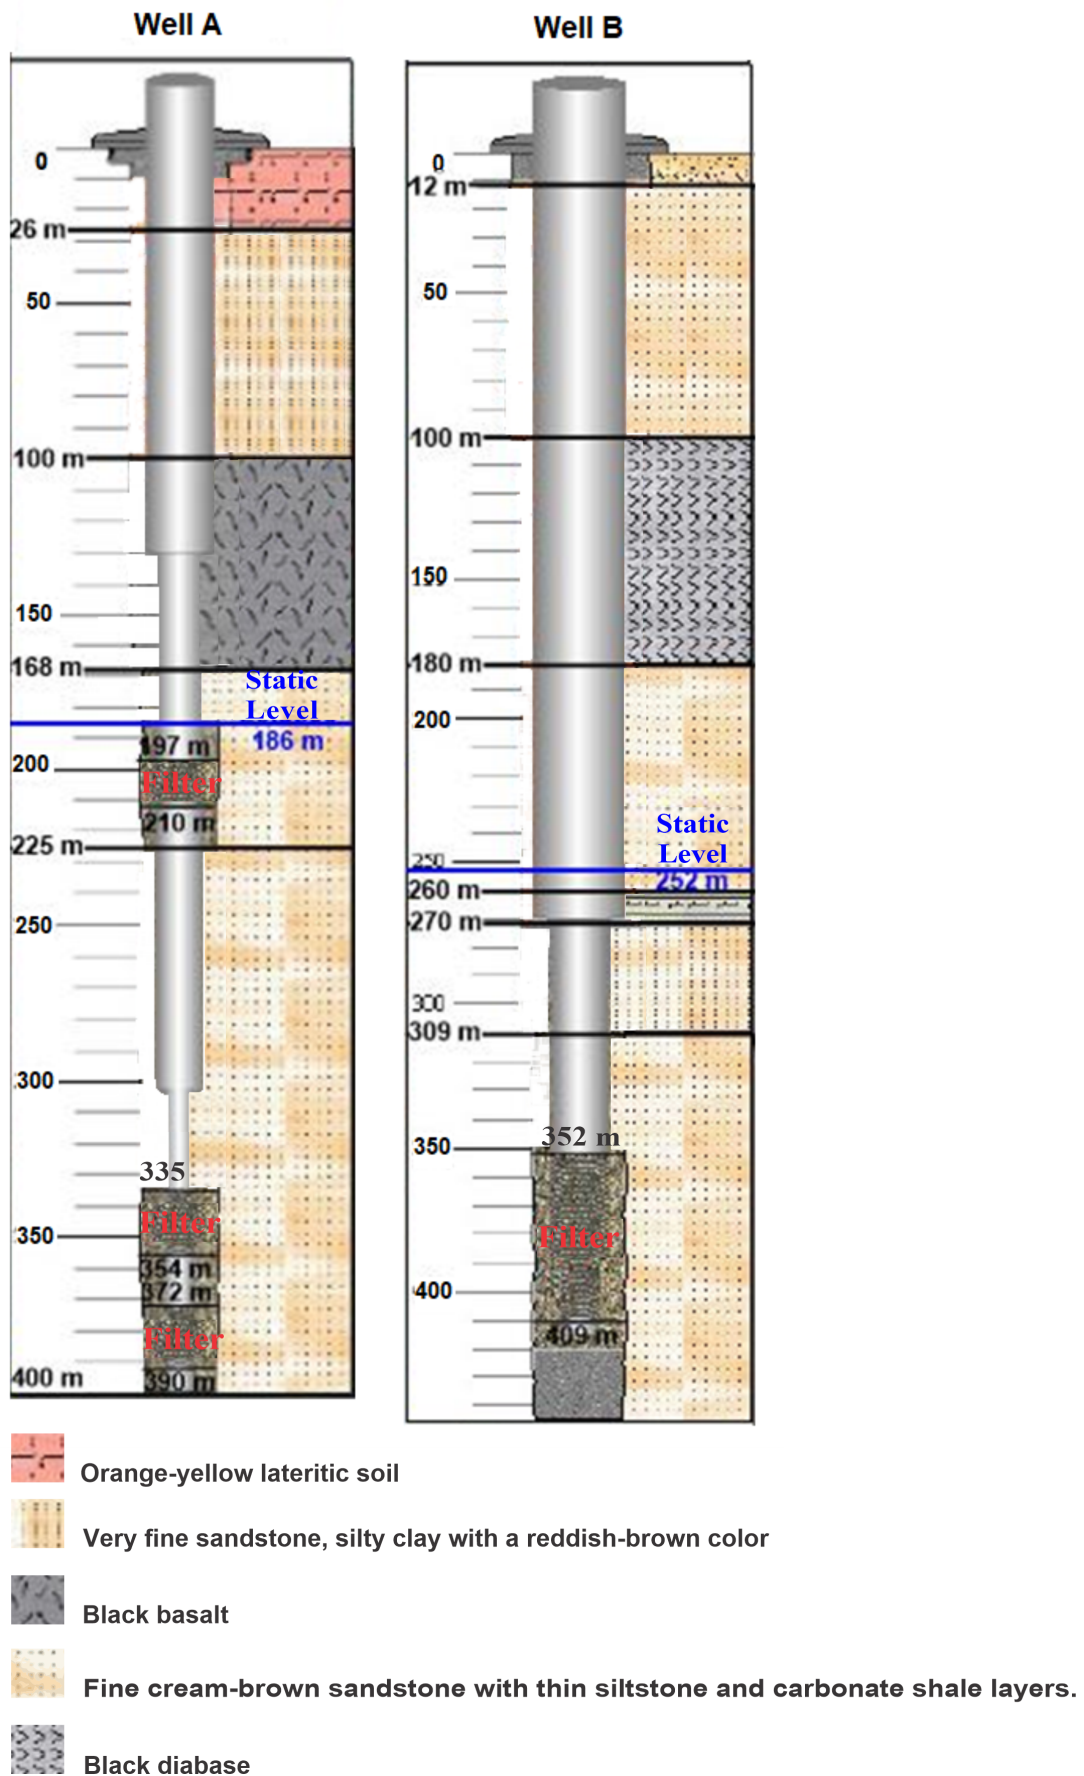 Well A
0
26 m
50
100 m
150
168 m
Static
Level
186 m
197 m
200
Filter
210 m
225 m
250
300
335
Filter
350
354 m
372 m
Filter
400 m
390 m
Well B
0
12 m
50
100 m
150
180 m
200
Static
Level
250
252 m
260 m
270 m
300
309 m
352 m
350
Filter
400
409 m
Orange-yellow lateritic soil
Very fine sandstone, silty clay with a reddish-brown color
Black basalt
Fine cream-brown sandstone with thin siltstone and carbonate shale layers.
Black diabase